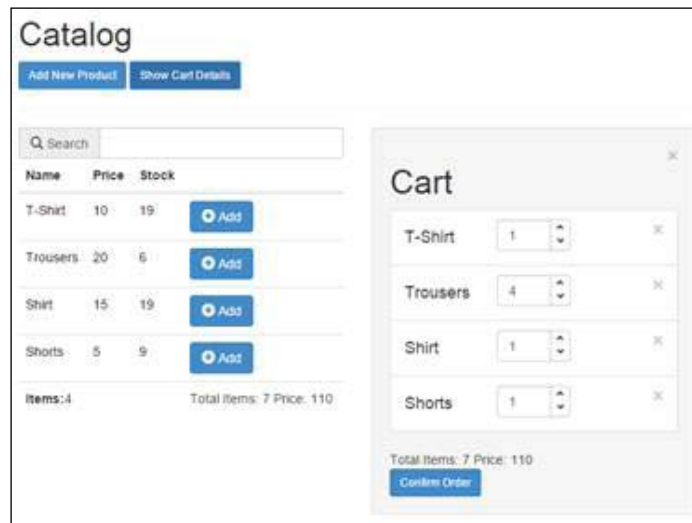 Catalog
Add New Product Show Cart Details
Search
Name Price Stock
T-Shirt 10 19 Add
Trousers 20 6 Add
Shirt 15 19 Add
Shorts 5 9 Add
Items:4 Total Items: 7 Price: 110
×
Cart
T-Shirt 1 ×
Trousers 4 ×
Shirt 1 ×
Shorts 1 ×
Total Items: 7 Price: 110
Confirm Order